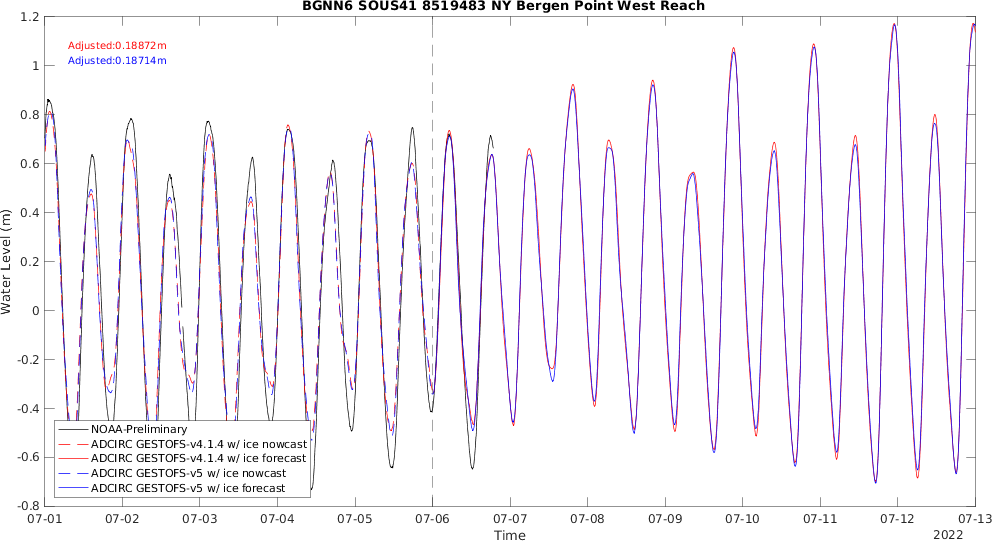 BGNN6 SOUS41 8519483 NY Bergen Point West Reach
Adjusted:0.18872m
Adjusted:0.18714m
1.2
1
0.8
0.6
0.4
0.2
0
-0.2
-0.4
-0.6
-0.8
Water Level (m)
NOAA-Preliminary
ADCIRC GESTOFS-v4.1.4 w/ ice nowcast
ADCIRC GESTOFS-v4.1.4 w/ ice forecast
ADCIRC GESTOFS-v5 w/ ice nowcast
ADCIRC GESTOFS-v5 w/ ice forecast
07-01 07-02 07-03 07-04 07-05 07-06 07-07 07-08 07-09 07-10 07-11 07-12 07-13
Time
2022